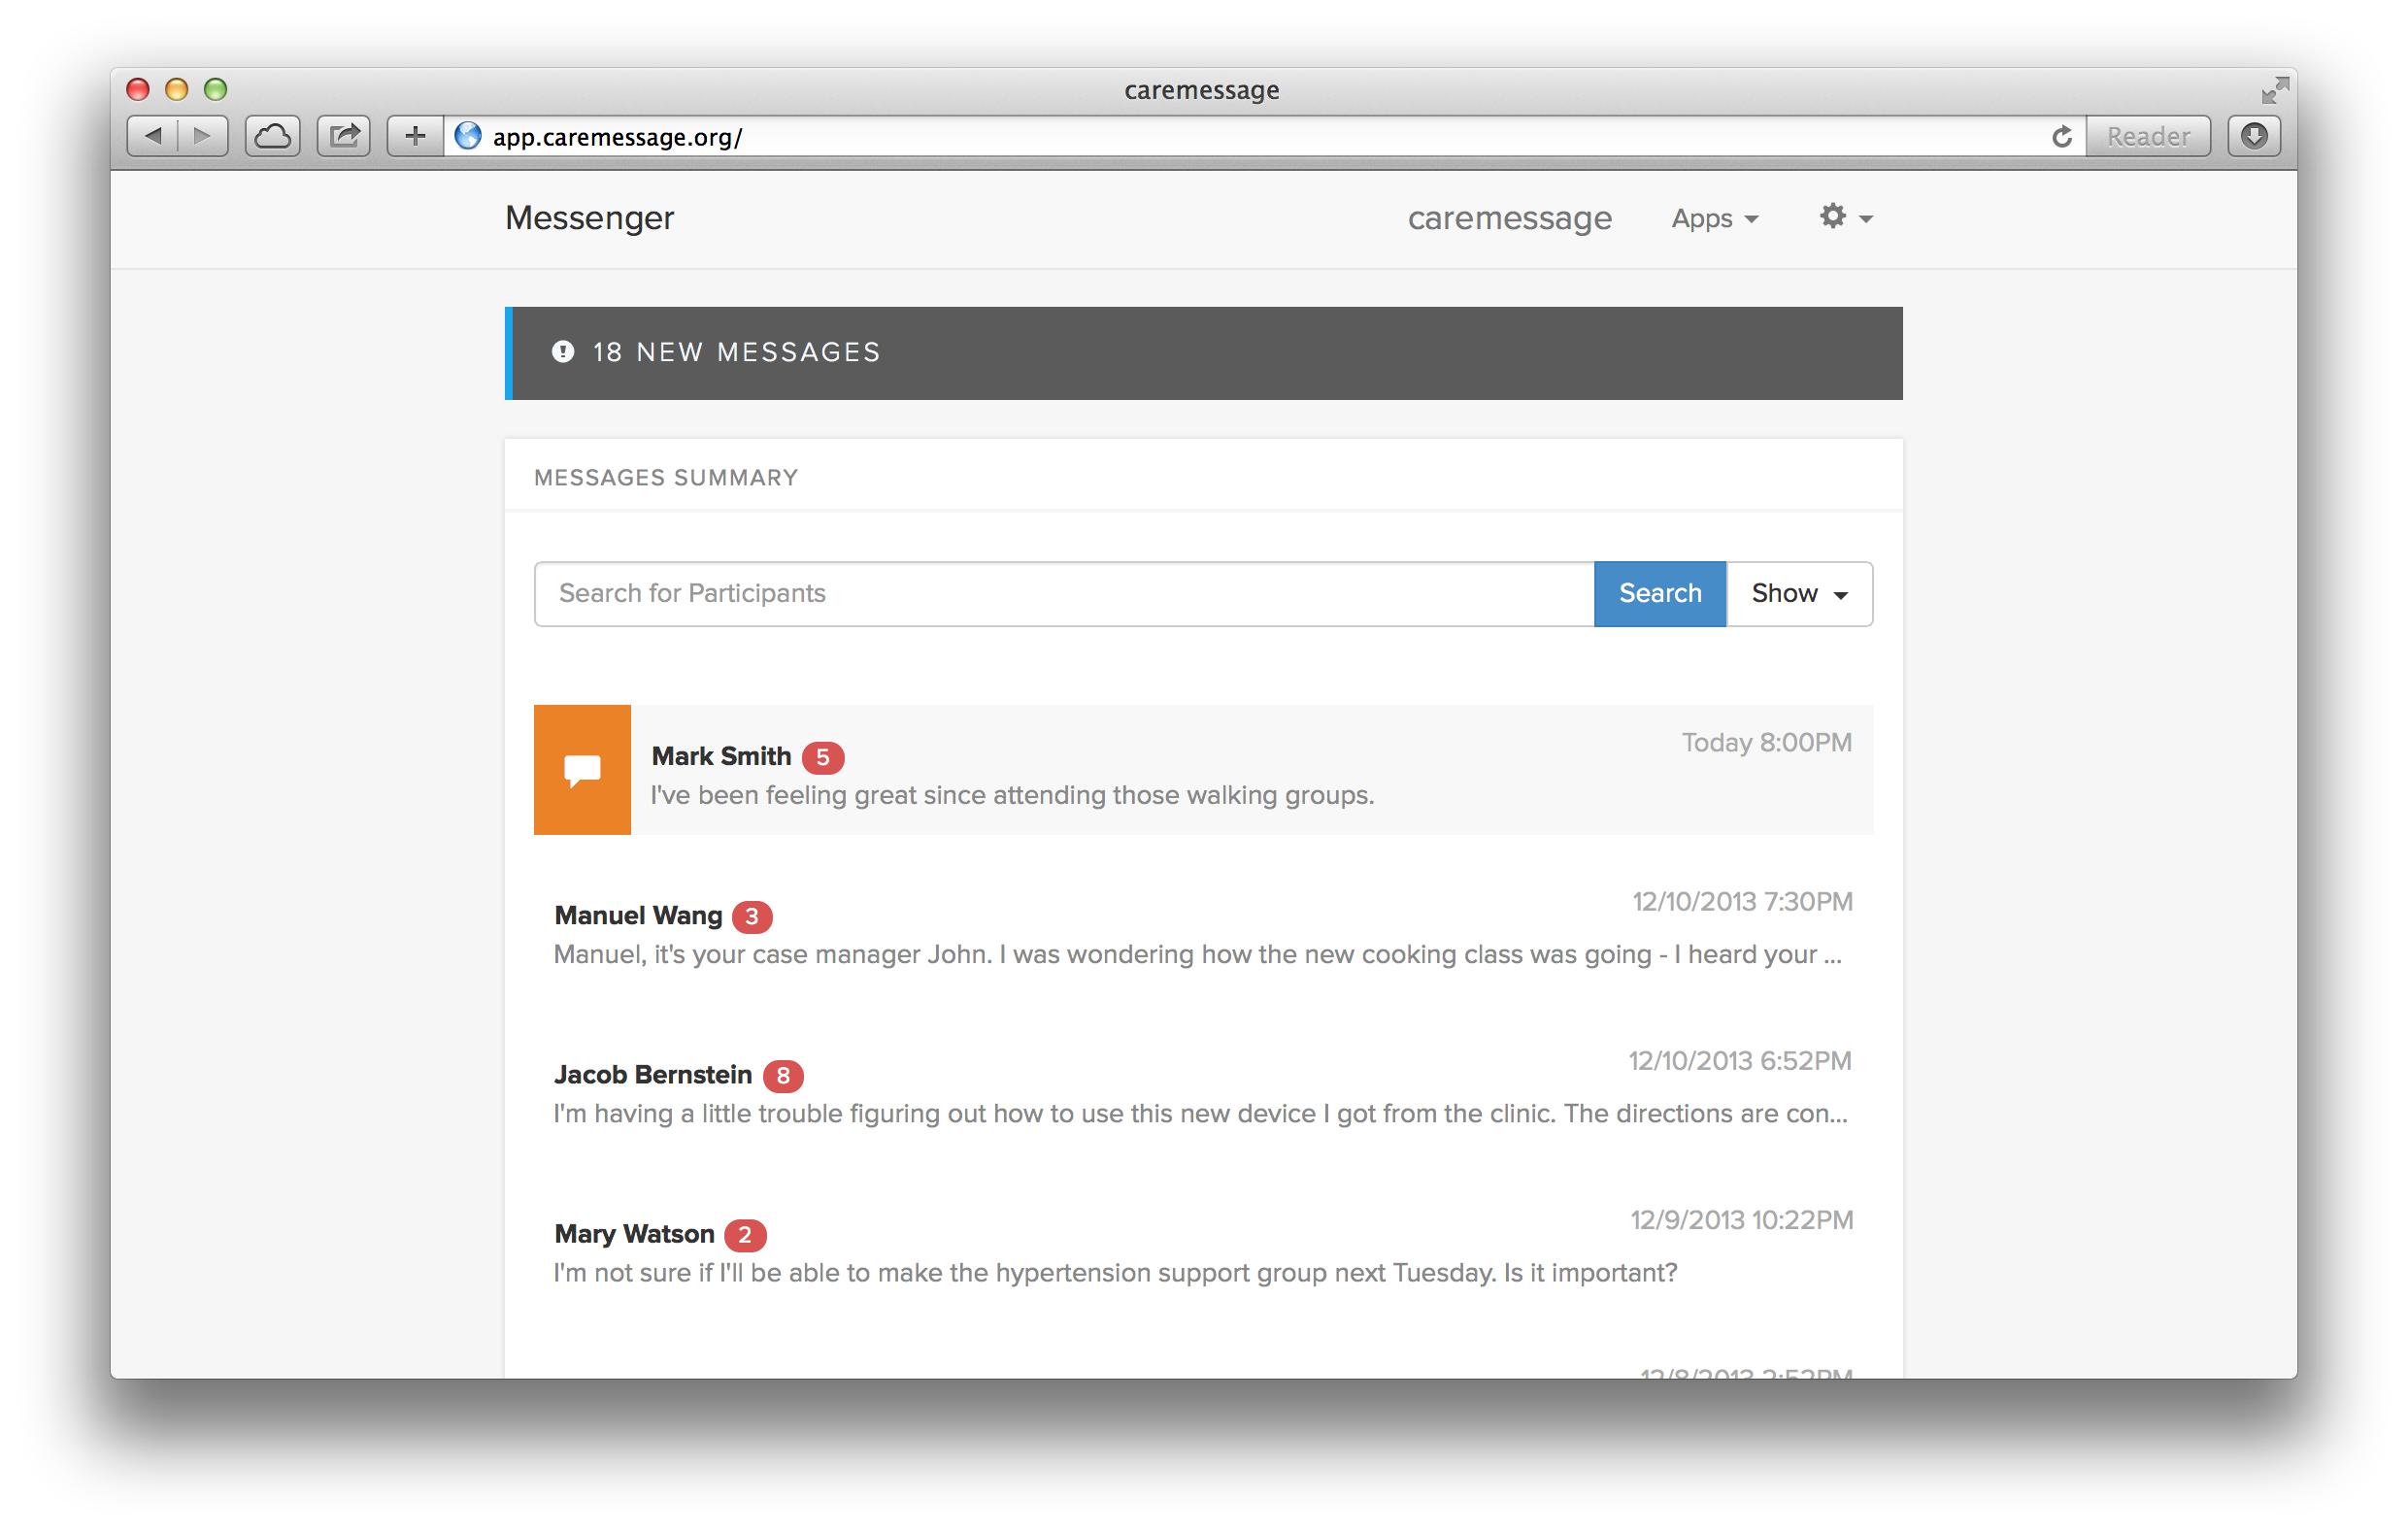 caremessage
app.caremessage.org/
Reader
Messenger
caremessage
Apps
18 NEW MESSAGES
MESSAGES SUMMARY
Search for Participants
Search
Show
Mark Smith 5
Today 8:00PM
I've been feeling great since attending those walking groups.
Manuel Wang 3
12/10/2013 7:30PM
Manuel, it's your case manager John. I was wondering how the new cooking class was going - I heard your ...
Jacob Bernstein 8
12/10/2013 6:52PM
I'm having a little trouble figuring out how to use this new device I got from the clinic. The directions are con...
Mary Watson 2
12/9/2013 10:22PM
I'm not sure if I'll be able to make the hypertension support group next Tuesday. Is it important?
12/8/2013 2:52PM